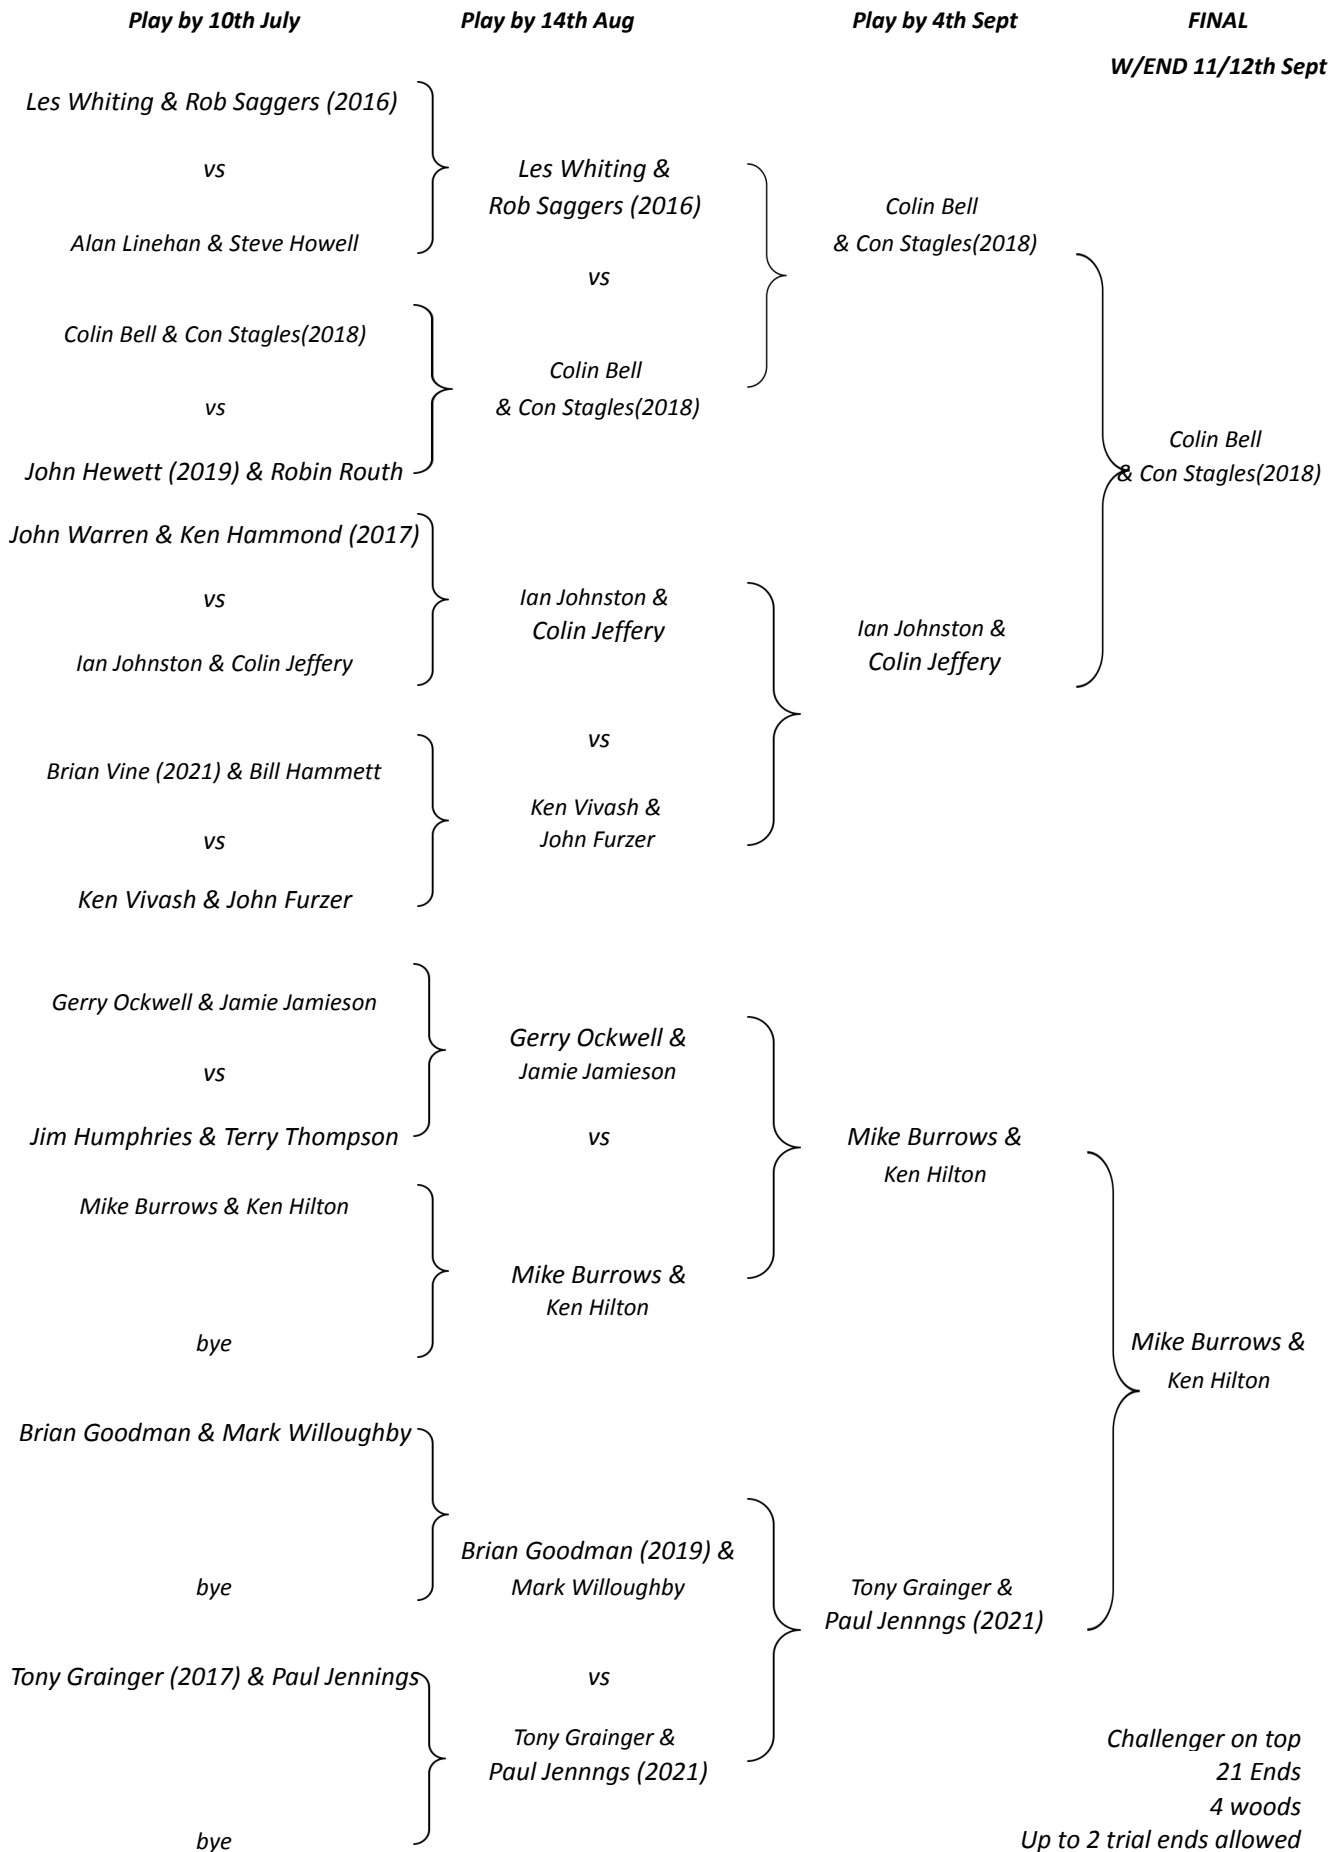 Play by 10th July
Play by 14th Aug
Play by 4th Sept
FINAL
W/END 11/12th Sept
Les Whiting & Rob Saggers (2016)
vs
Alan Linehan & Steve Howell
Colin Bell & Con Stagles(2018)
vs
John Hewett (2019) & Robin Routh
John Warren & Ken Hammond (2017)
vs
Ian Johnston & Colin Jeffery
Brian Vine (2021) & Bill Hammett
vs
Ken Vivash & John Furzer
Gerry Ockwell & Jamie Jamieson
vs
Jim Humphries & Terry Thompson
Mike Burrows & Ken Hilton
bye
Brian Goodman & Mark Willoughby
bye
Tony Grainger (2017) & Paul Jennings
bye
Les Whiting &
Rob Saggers (2016)
vs
Colin Bell
& Con Stagles(2018)
Ian Johnston &
Colin Jeffery
vs
Ken Vivash &
John Furzer
Gerry Ockwell &
Jamie Jamieson
vs
Mike Burrows &
Ken Hilton
Brian Goodman (2019) &
Mark Willoughby
vs
Tony Grainger &
Paul Jennngs (2021)
Colin Bell
& Con Stagles(2018)
Ian Johnston &
Colin Jeffery
Mike Burrows &
Ken Hilton
Tony Grainger &
Paul Jennngs (2021)
Colin Bell
& Con Stagles(2018)
Mike Burrows &
Ken Hilton
Challenger on top
21 Ends
4 woods
Up to 2 trial ends allowed